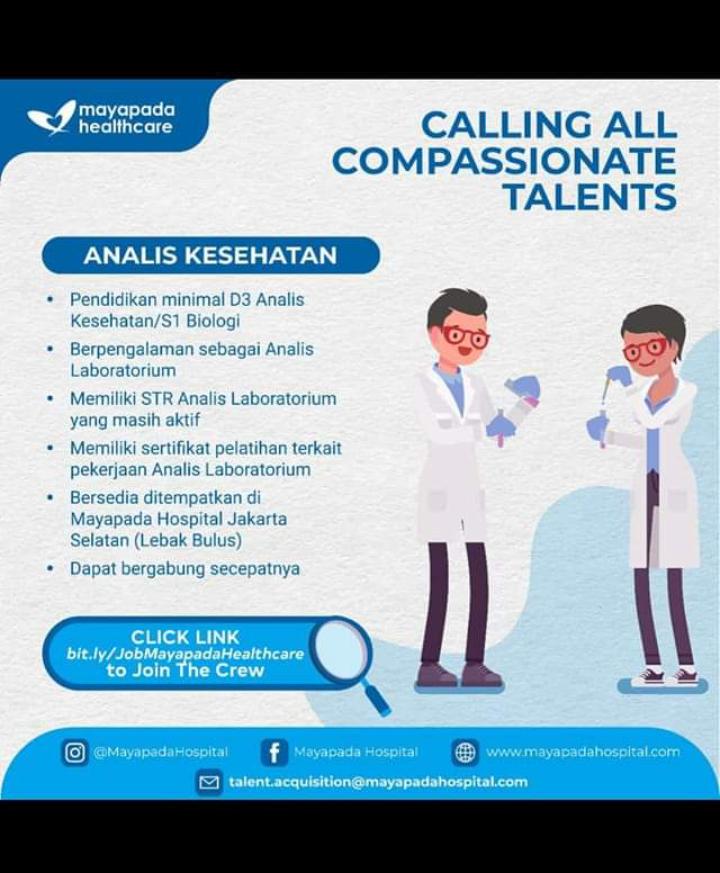 mayapada
healthcare
CALLING ALL
COMPASSIONATE
TALENTS
ANALIS KESEHATAN
• Pendidikan minimal D3 Analis
Kesehatan/S1 Biologi
• Berpengalaman sebagai Analis
Laboratorium
• Memiliki STR Analis Laboratorium
yang masih aktif
• Memiliki sertifikat pelatihan terkait
pekerjaan Analis Laboratorium
• Bersedia ditempatkan di
Mayapada Hospital Jakarta
Selatan (Lebak Bulus)
• Dapat bergabung secepatnya
CLICK LINK
bit.ly/JobMayapadaHealthcare
to Join The Crew
@MayapadaHospital
Mayapada Hospital
www.mayapadahospital.com
talent.acquisition@mayapadahospital.com